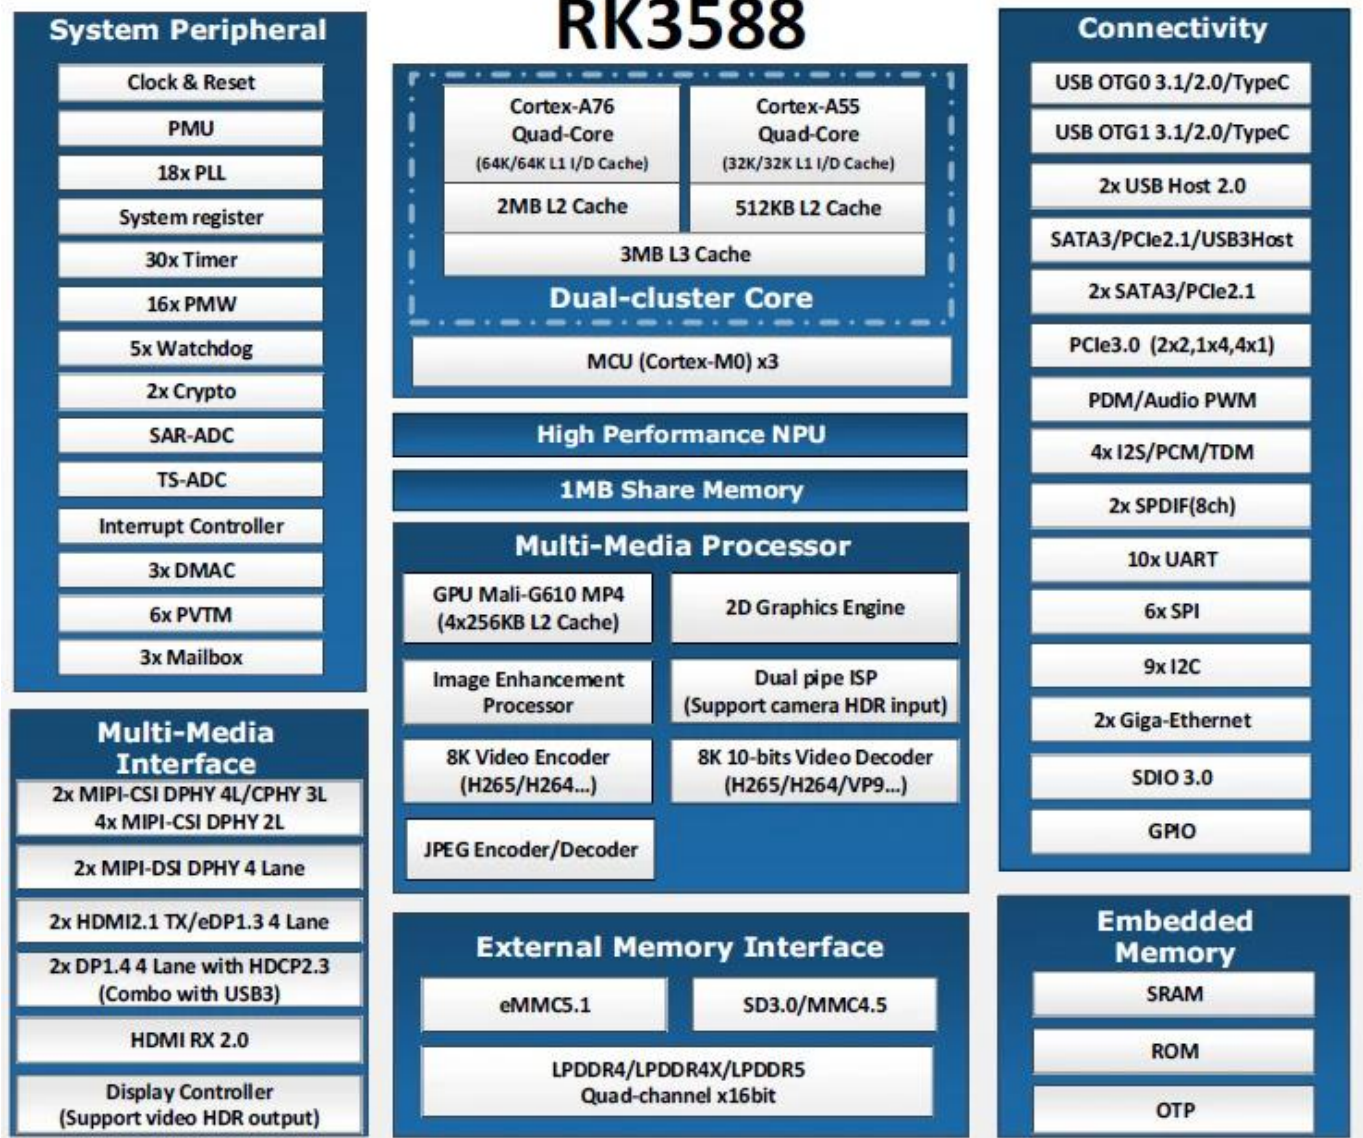 RK3588
System Peripheral
Clock & Reset
PMU
18x PLL
System register
30x Timer
16x PMW
5x Watchdog
2x Crypto
SAR-ADC
TS-ADC
Interrupt Controller
3x DMAC
6x PVTM
3x Mailbox
Multi-Media
Interface
2x MIPI-CSI DPHY 4L/CPHY 3L
4x MIPI-CSI DPHY 2L
2x MIPI-DSI DPHY 4 Lane
2x HDMI2.1 TX/eDP1.3 4 Lane
2x DP1.4 4 Lane with HDCP2.3
(Combo with USB3)
HDMI RX 2.0
Display Controller
(Support video HDR output)
Cortex-A76
Quad-Core
(64K/64K L1 I/D Cache)
2MB L2 Cache
Cortex-A55
Quad-Core
(32K/32K L1 I/D Cache)
512KB L2 Cache
3MB L3 Cache
Dual-cluster Core
MCU (Cortex-M0) x3
High Performance NPU
1MB Share Memory
Multi-Media Processor
GPU Mali-G610 MP4
(4x256KB L2 Cache)
2D Graphics Engine
Image Enhancement
Processor
Dual pipe ISP
(Support camera HDR input)
8K Video Encoder
(H265/H264...)
8K 10-bits Video Decoder
(H265/H264/VP9...)
JPEG Encoder/Decoder
External Memory Interface
eMMC5.1
SD3.0/MMC4.5
LPDDR4/LPDDR4X/LPDDR5
Quad-channel x16bit
Connectivity
USB OTG0 3.1/2.0/TypeC
USB OTG1 3.1/2.0/TypeC
2x USB Host 2.0
SATA3/PCIe2.1/USB3Host
2x SATA3/PCIe2.1
PCIe3.0 (2x2,1x4,4x1)
PDM/Audio PWM
4x I2S/PCM/TDM
2x SPDIF(8ch)
10x UART
6x SPI
9x I2C
2x Giga-Ethernet
SDIO 3.0
GPIO
Embedded
Memory
SRAM
ROM
OTP